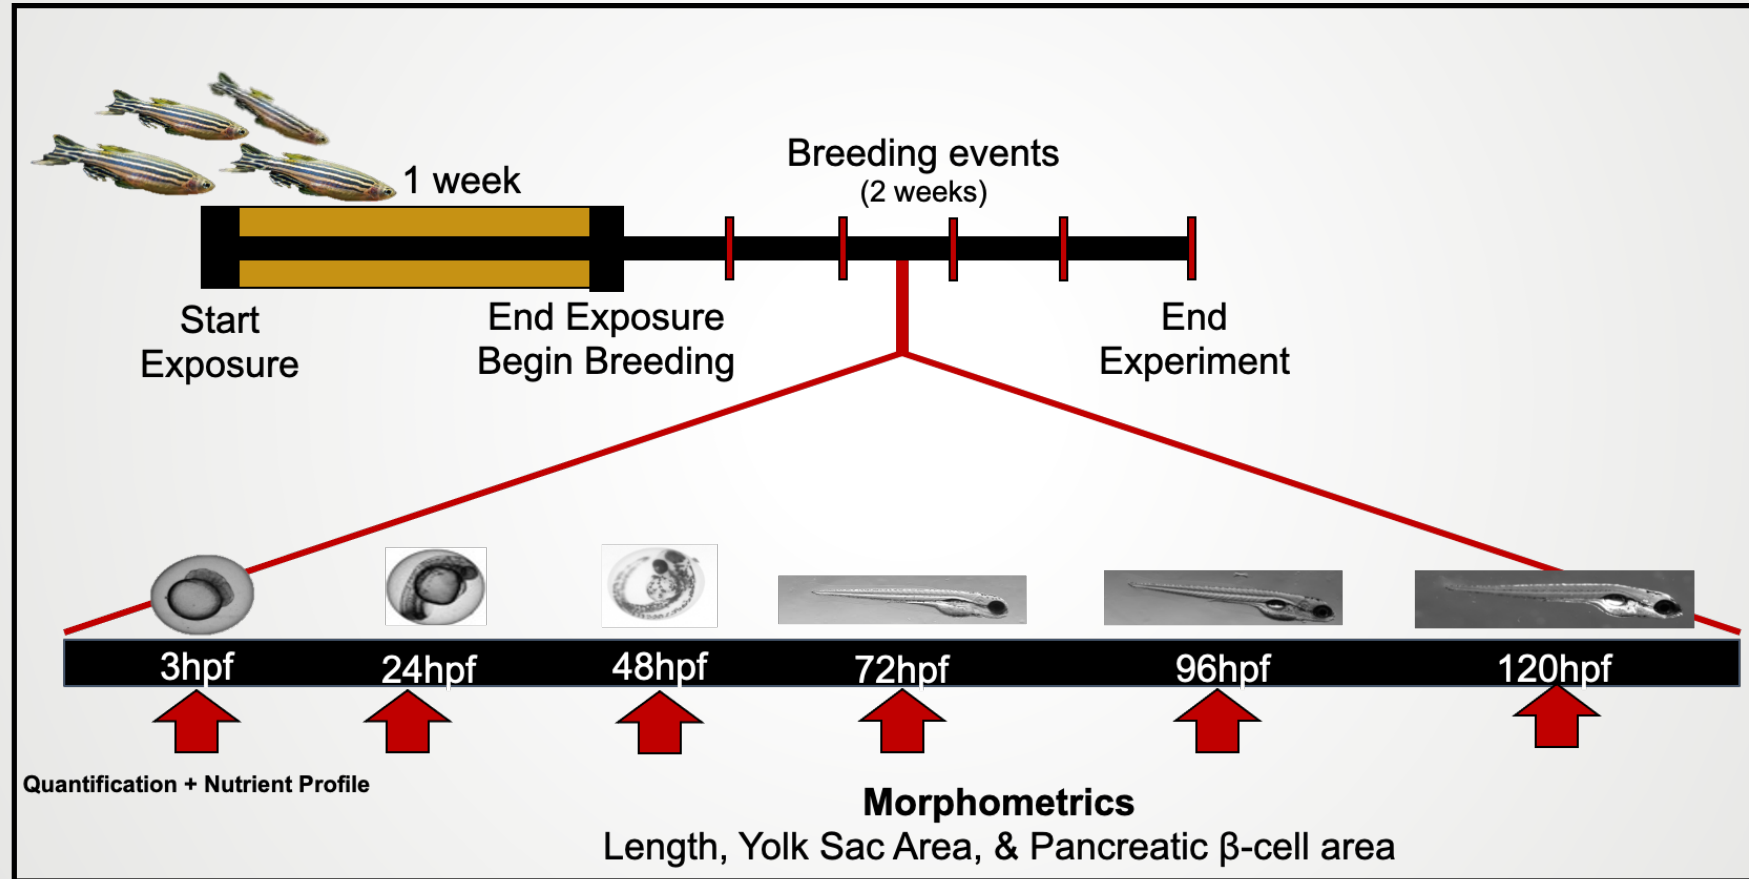 1 week
Breeding events
(2 weeks)
Start
Exposure
End Exposure
Begin Breeding
End
Experiment
3hpf
24hpf
48hpf
72hpf
96hpf
120hpf
Quantification + Nutrient Profile
Morphometrics
Length, Yolk Sac Area, & Pancreatic β-cell area